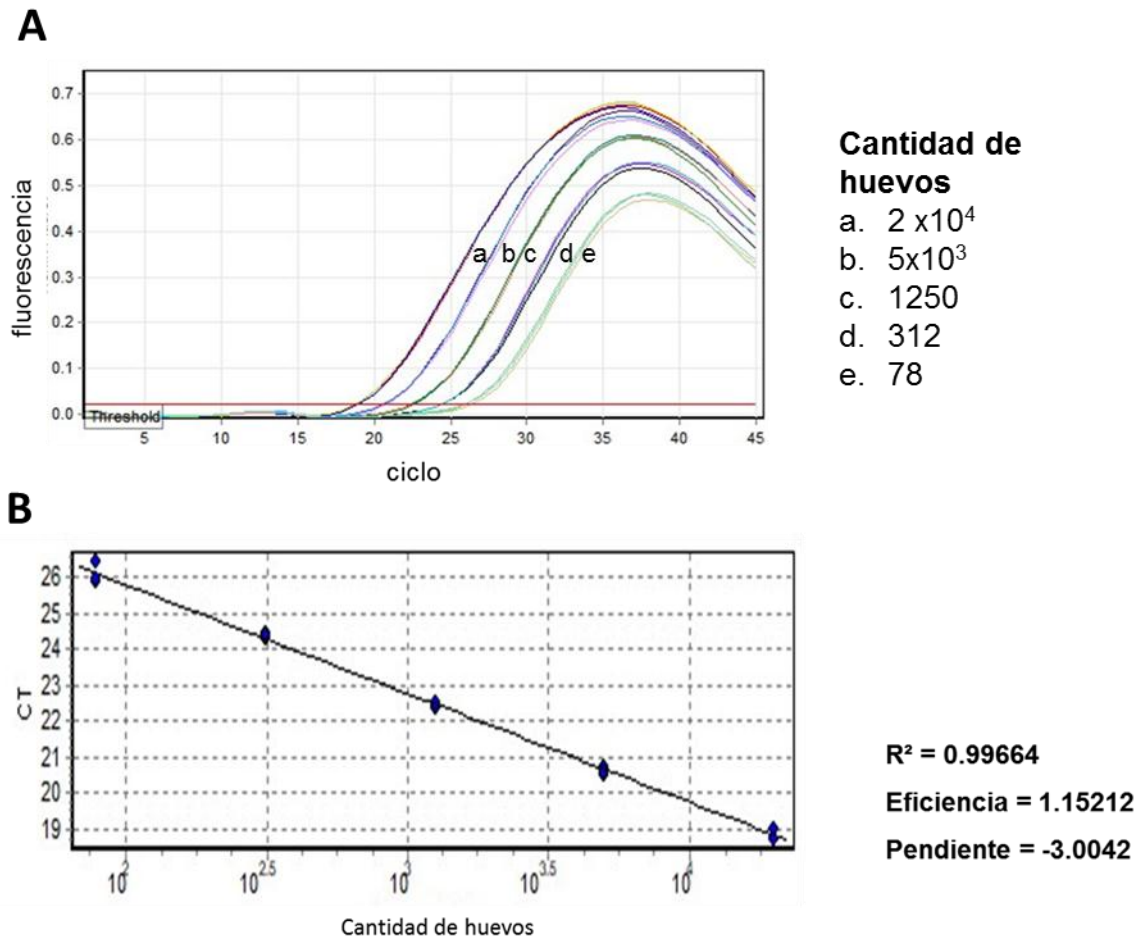 A
0.7
0.6
0.5
0.4
0.3
0.2
0.1
0.0
fluorescencia
a b c d e
Threshold
5 10 15 20 25 30 35 40 45
ciclo
Cantidad de
huevos
a. 2 x10⁴
b. 5x10³
c. 1250
d. 312
e. 78
B
26
25
24
23
22
21
20
19
CT
10² 10^2.5 10³ 10^3.5 10⁴
Cantidad de huevos
R² = 0.99664
Eficiencia = 1.15212
Pendiente = -3.0042